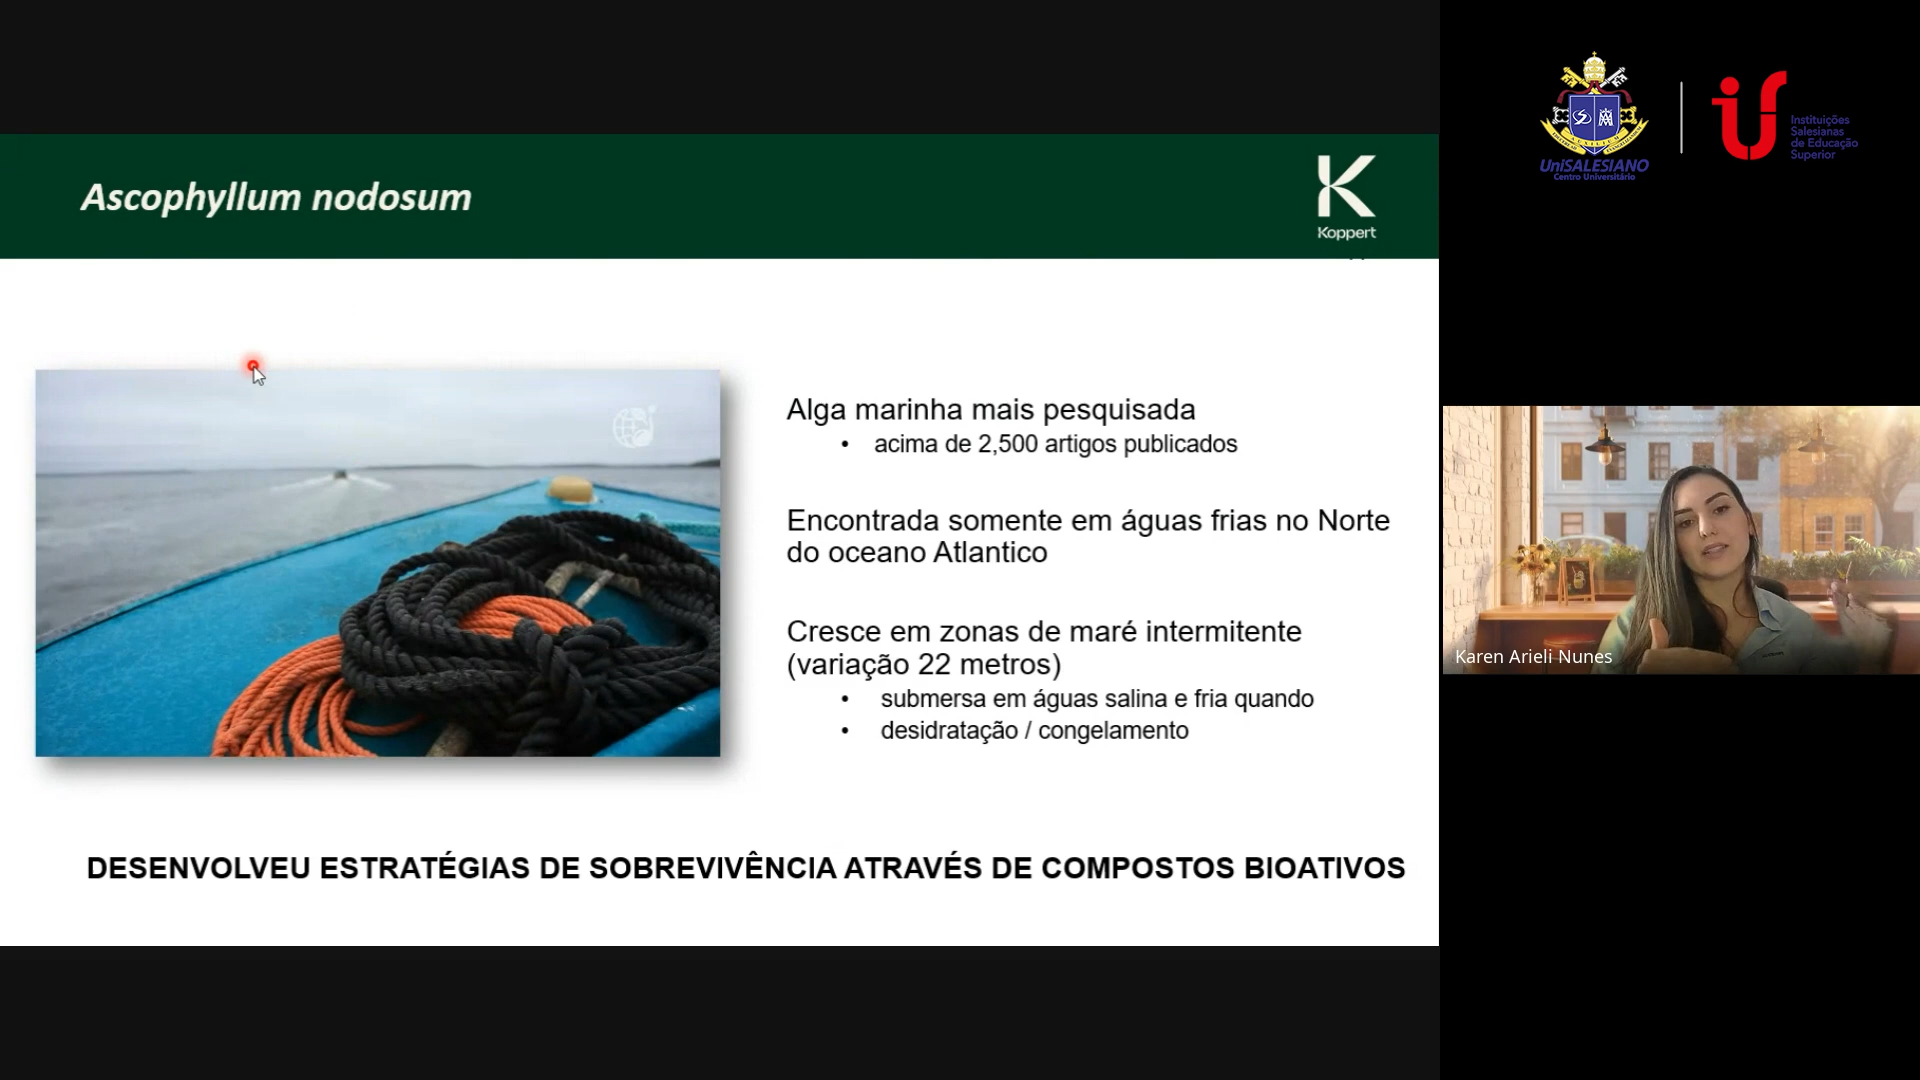 Ascophyllum nodosum
Koppert
Alga marinha mais pesquisada
• acima de 2,500 artigos publicados
Encontrada somente em águas frias no Norte
do oceano Atlantico
Cresce em zonas de maré intermitente
(variação 22 metros)
• submersa em águas salina e fria quando
• desidratação / congelamento
DESENVOLVEU ESTRATÉGIAS DE SOBREVIVÊNCIA ATRAVÉS DE COMPOSTOS BIOATIVOS
UniSALESIANO
Centro Universitário
Instituições
Salesianas
de Educação
Superior
Karen Arieli Nunes